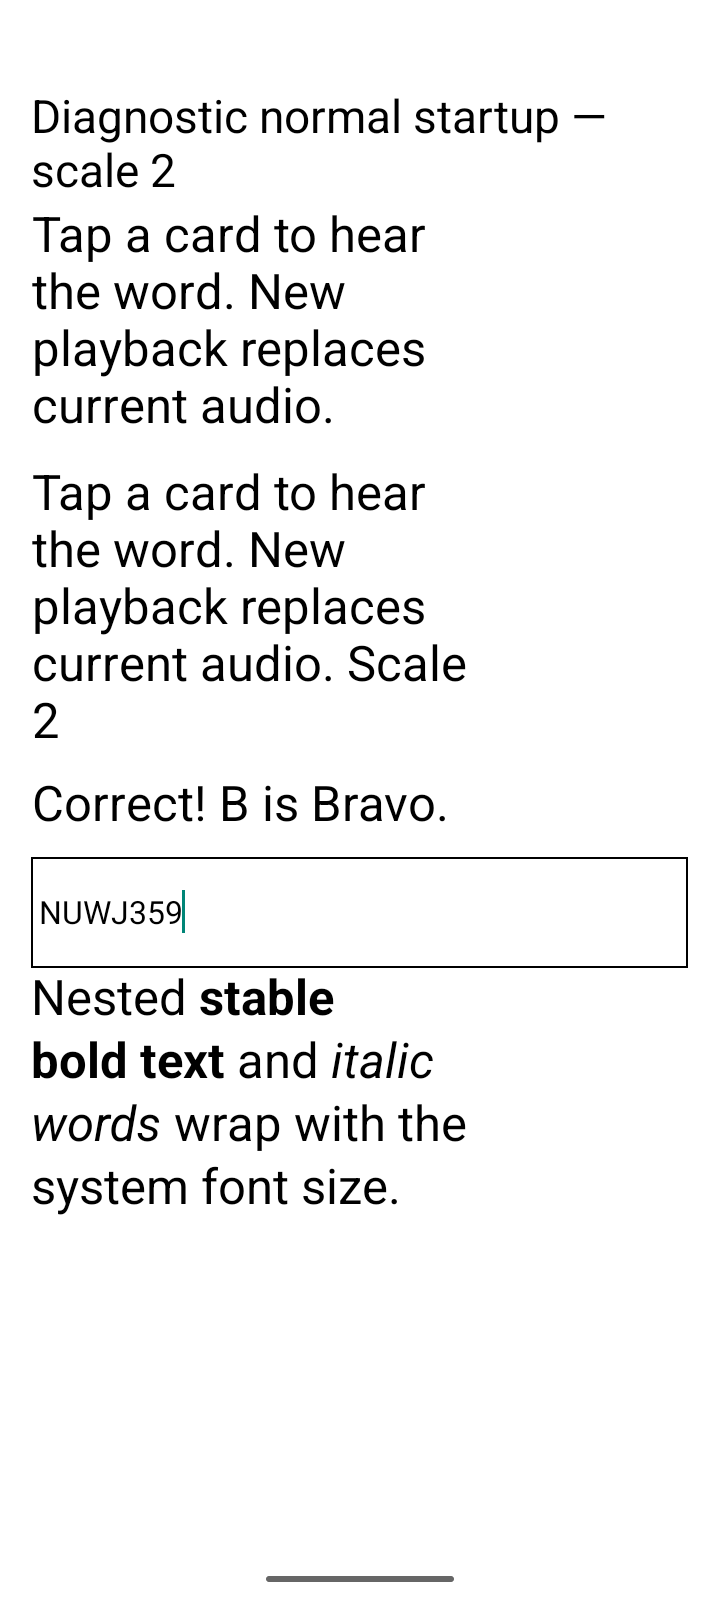 Diagnostic normal startup —
scale 2
Tap a card to hear
the word. New
playback replaces
current audio.
Tap a card to hear
the word. New
playback replaces
current audio. Scale
2
Correct! B is Bravo.
NUWJ359
Nested stable
bold text and italic
words wrap with the
system font size.